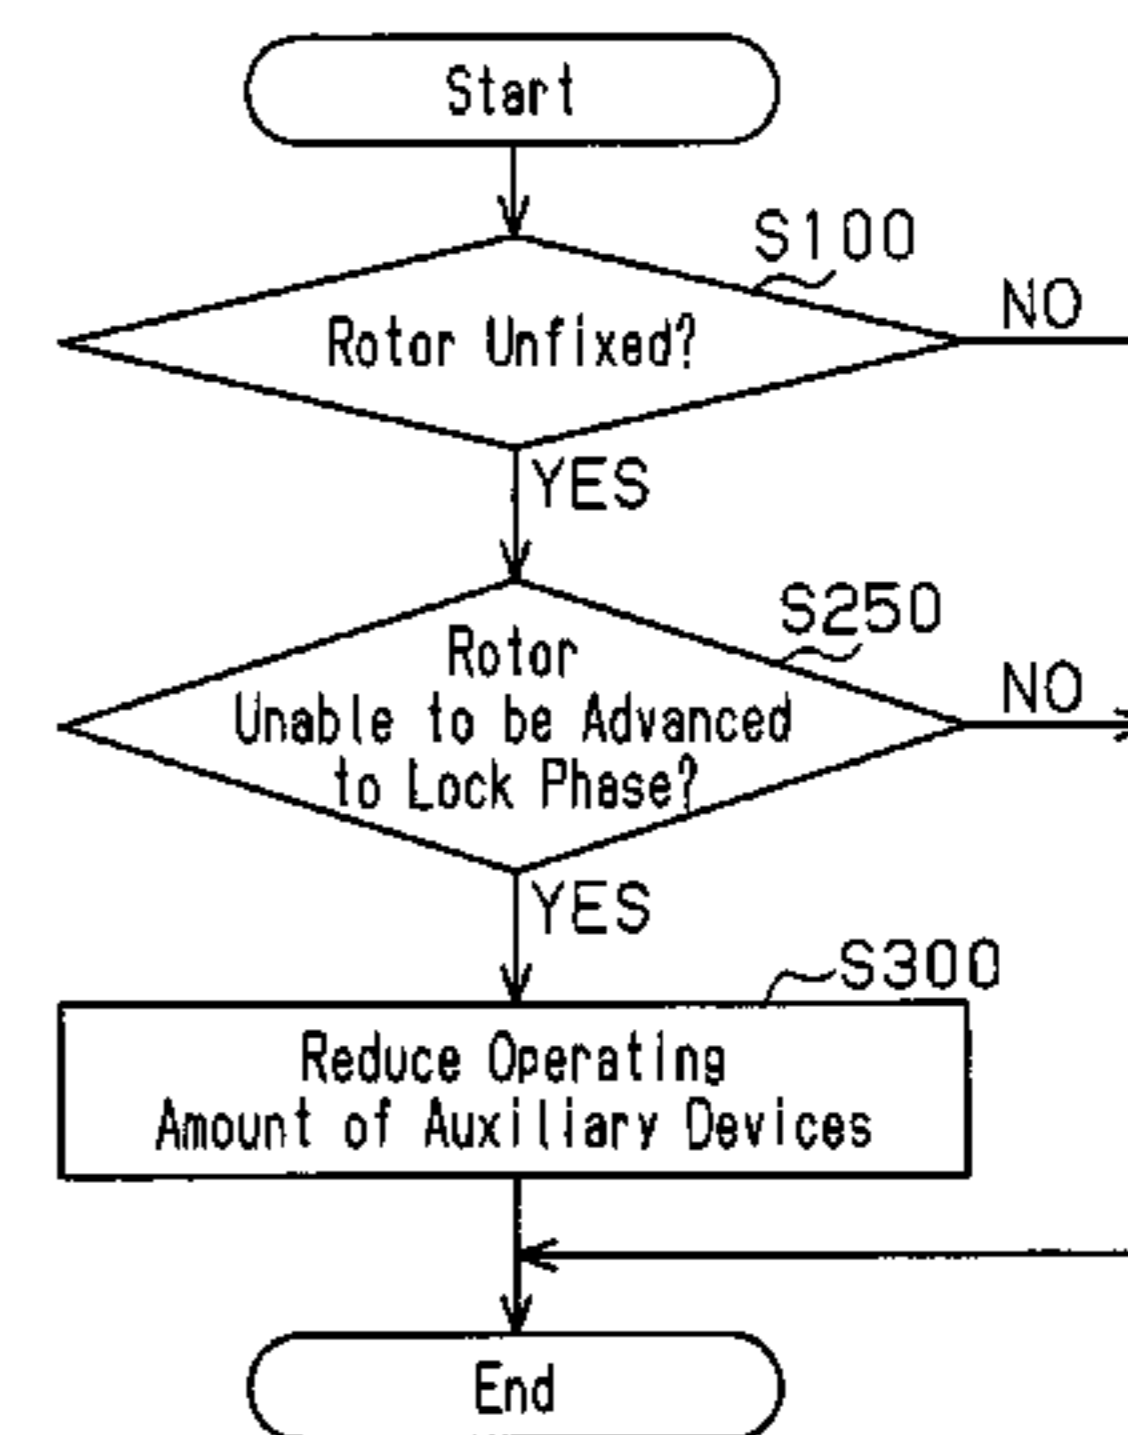 Start
S100
Rotor Unfixed?
NO
YES
S250
Rotor
Unable to be Advanced
to Lock Phase?
NO
YES
S300
Reduce Operating
Amount of Auxiliary Devices
End